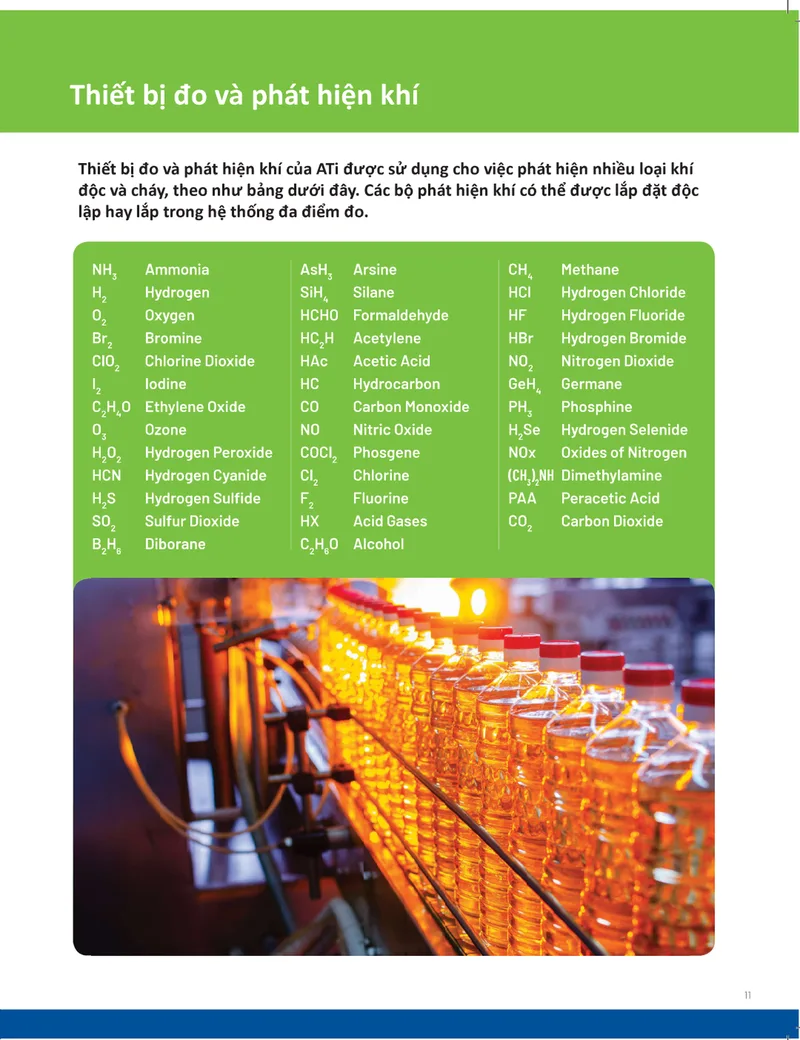 Thiết bị đo và phát hiện khí
Thiết bị đo và phát hiện khí của ATi được sử dụng cho việc phát hiện nhiều loại khí
độc và cháy, theo như bảng dưới đây. Các bộ phát hiện khí có thể được lắp đặt độc
lập hay lắp trong hệ thống đa điểm đo.
NH₃ Ammonia
H₂ Hydrogen
O₂ Oxygen
Br₂ Bromine
ClO₂ Chlorine Dioxide
I₂ Iodine
C₂H₄O Ethylene Oxide
O₃ Ozone
H₂O₂ Hydrogen Peroxide
HCN Hydrogen Cyanide
H₂S Hydrogen Sulfide
SO₂ Sulfur Dioxide
B₂H₆ Diborane
AsH₃ Arsine
SiH₄ Silane
HCHO Formaldehyde
HC₂H Acetylene
HAc Acetic Acid
HC Hydrocarbon
CO Carbon Monoxide
NO Nitric Oxide
COCl₂ Phosgene
Cl₂ Chlorine
F₂ Fluorine
HX Acid Gases
C₂H₆O Alcohol
CH₄ Methane
HCl Hydrogen Chloride
HF Hydrogen Fluoride
HBr Hydrogen Bromide
NO₂ Nitrogen Dioxide
GeH₄ Germane
PH₃ Phosphine
H₂Se Hydrogen Selenide
NOx Oxides of Nitrogen
(CH₃)₂NH Dimethylamine
PAA Peracetic Acid
CO₂ Carbon Dioxide
11